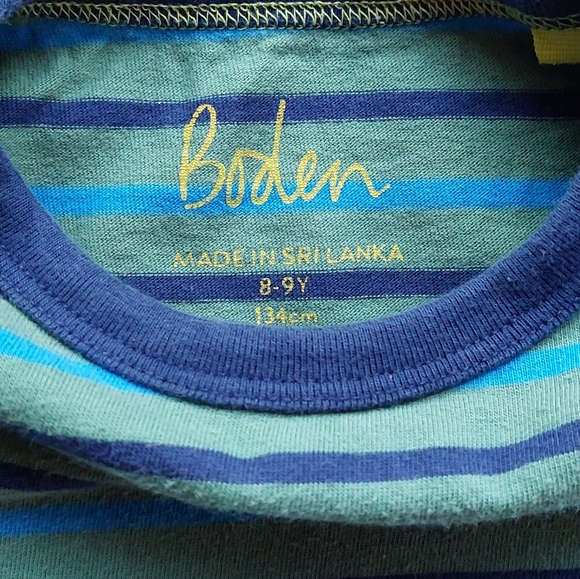 Boden
MADE IN SRI LANKA
8-9Y
134cm